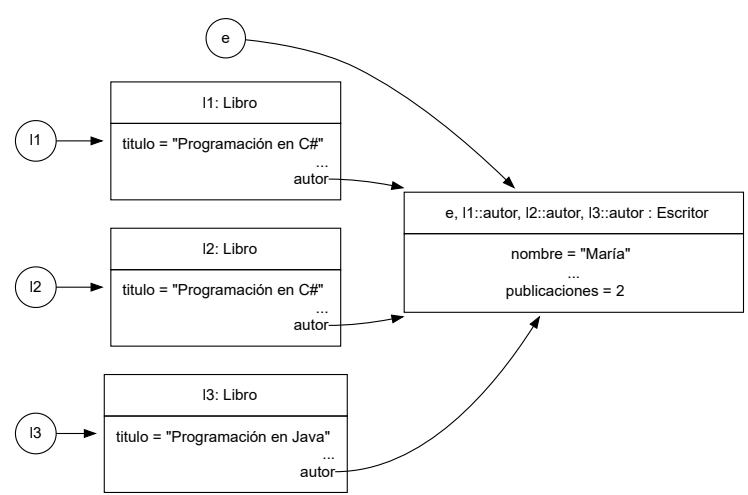 e
l1: Libro
l1
titulo = "Programación en C#"
...
autor
e, l1::autor, l2::autor, l3::autor : Escritor
l2: Libro
nombre = "María"
...
publicaciones = 2
l2
titulo = "Programación en C#"
...
autor
l3: Libro
l3
titulo = "Programación en Java"
...
autor